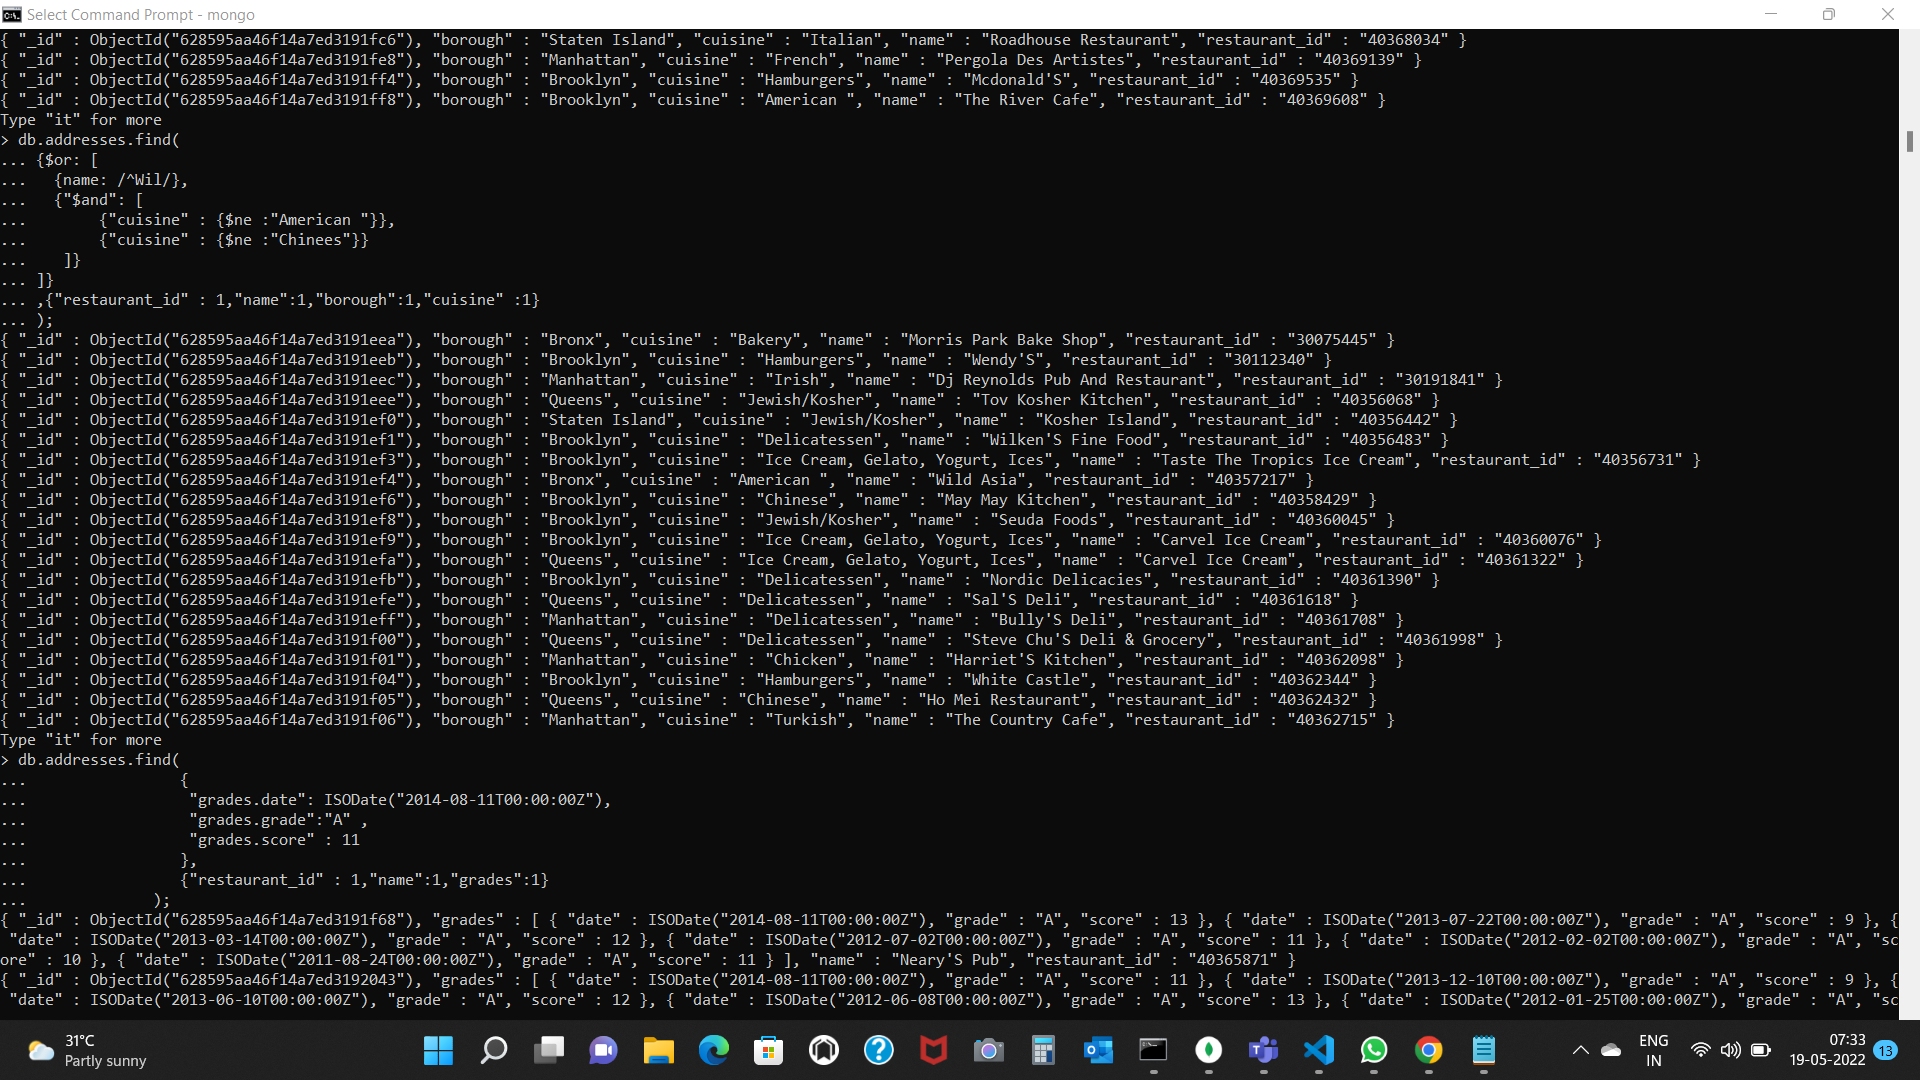 Select Command Prompt - mongo
{ "_id" : ObjectId("628595aa46f14a7ed3191fc6"), "borough" : "Staten Island", "cuisine" : "Italian", "name" : "Roadhouse Restaurant", "restaurant_id" : "40368034" }
{ "_id" : ObjectId("628595aa46f14a7ed3191fe8"), "borough" : "Manhattan", "cuisine" : "French", "name" : "Pergola Des Artistes", "restaurant_id" : "40369139" }
{ "_id" : ObjectId("628595aa46f14a7ed3191ff4"), "borough" : "Brooklyn", "cuisine" : "Hamburgers", "name" : "Mcdonald'S", "restaurant_id" : "40369535" }
{ "_id" : ObjectId("628595aa46f14a7ed3191ff8"), "borough" : "Brooklyn", "cuisine" : "American ", "name" : "The River Cafe", "restaurant_id" : "40369608" }
Type "it" for more
> db.addresses.find(
... {$or: [
...   {name: /^Wil/},
...   {"$and": [
...        {"cuisine" : {$ne :"American "}},
...        {"cuisine" : {$ne :"Chinees"}}
...    ]}
... ]}
... ,{"restaurant_id" : 1,"name":1,"borough":1,"cuisine" :1}
... );
{ "_id" : ObjectId("628595aa46f14a7ed3191eea"), "borough" : "Bronx", "cuisine" : "Bakery", "name" : "Morris Park Bake Shop", "restaurant_id" : "30075445" }
{ "_id" : ObjectId("628595aa46f14a7ed3191eeb"), "borough" : "Brooklyn", "cuisine" : "Hamburgers", "name" : "Wendy'S", "restaurant_id" : "30112340" }
{ "_id" : ObjectId("628595aa46f14a7ed3191eec"), "borough" : "Manhattan", "cuisine" : "Irish", "name" : "Dj Reynolds Pub And Restaurant", "restaurant_id" : "30191841" }
{ "_id" : ObjectId("628595aa46f14a7ed3191eee"), "borough" : "Queens", "cuisine" : "Jewish/Kosher", "name" : "Tov Kosher Kitchen", "restaurant_id" : "40356068" }
{ "_id" : ObjectId("628595aa46f14a7ed3191ef0"), "borough" : "Staten Island", "cuisine" : "Jewish/Kosher", "name" : "Kosher Island", "restaurant_id" : "40356442" }
{ "_id" : ObjectId("628595aa46f14a7ed3191ef1"), "borough" : "Brooklyn", "cuisine" : "Delicatessen", "name" : "Wilken'S Fine Food", "restaurant_id" : "40356483" }
{ "_id" : ObjectId("628595aa46f14a7ed3191ef3"), "borough" : "Brooklyn", "cuisine" : "Ice Cream, Gelato, Yogurt, Ices", "name" : "Taste The Tropics Ice Cream", "restaurant_id" : "40356731" }
{ "_id" : ObjectId("628595aa46f14a7ed3191ef4"), "borough" : "Bronx", "cuisine" : "American ", "name" : "Wild Asia", "restaurant_id" : "40357217" }
{ "_id" : ObjectId("628595aa46f14a7ed3191ef6"), "borough" : "Brooklyn", "cuisine" : "Chinese", "name" : "May May Kitchen", "restaurant_id" : "40358429" }
{ "_id" : ObjectId("628595aa46f14a7ed3191ef8"), "borough" : "Brooklyn", "cuisine" : "Jewish/Kosher", "name" : "Seuda Foods", "restaurant_id" : "40360045" }
{ "_id" : ObjectId("628595aa46f14a7ed3191ef9"), "borough" : "Brooklyn", "cuisine" : "Ice Cream, Gelato, Yogurt, Ices", "name" : "Carvel Ice Cream", "restaurant_id" : "40360076" }
{ "_id" : ObjectId("628595aa46f14a7ed3191efa"), "borough" : "Queens", "cuisine" : "Ice Cream, Gelato, Yogurt, Ices", "name" : "Carvel Ice Cream", "restaurant_id" : "40361322" }
{ "_id" : ObjectId("628595aa46f14a7ed3191efb"), "borough" : "Brooklyn", "cuisine" : "Delicatessen", "name" : "Nordic Delicacies", "restaurant_id" : "40361390" }
{ "_id" : ObjectId("628595aa46f14a7ed3191efe"), "borough" : "Queens", "cuisine" : "Delicatessen", "name" : "Sal'S Deli", "restaurant_id" : "40361618" }
{ "_id" : ObjectId("628595aa46f14a7ed3191eff"), "borough" : "Manhattan", "cuisine" : "Delicatessen", "name" : "Bully'S Deli", "restaurant_id" : "40361708" }
{ "_id" : ObjectId("628595aa46f14a7ed3191f00"), "borough" : "Queens", "cuisine" : "Delicatessen", "name" : "Steve Chu'S Deli & Grocery", "restaurant_id" : "40361998" }
{ "_id" : ObjectId("628595aa46f14a7ed3191f01"), "borough" : "Manhattan", "cuisine" : "Chicken", "name" : "Harriet'S Kitchen", "restaurant_id" : "40362098" }
{ "_id" : ObjectId("628595aa46f14a7ed3191f04"), "borough" : "Brooklyn", "cuisine" : "Hamburgers", "name" : "White Castle", "restaurant_id" : "40362344" }
{ "_id" : ObjectId("628595aa46f14a7ed3191f05"), "borough" : "Queens", "cuisine" : "Chinese", "name" : "Ho Mei Restaurant", "restaurant_id" : "40362432" }
{ "_id" : ObjectId("628595aa46f14a7ed3191f06"), "borough" : "Manhattan", "cuisine" : "Turkish", "name" : "The Country Cafe", "restaurant_id" : "40362715" }
Type "it" for more
> db.addresses.find(
...                 {
...                  "grades.date": ISODate("2014-08-11T00:00:00Z"),
...                  "grades.grade":"A" ,
...                  "grades.score" : 11
...                 },
...                 {"restaurant_id" : 1,"name":1,"grades":1}
...              );
{ "_id" : ObjectId("628595aa46f14a7ed3191f68"), "grades" : [ { "date" : ISODate("2014-08-11T00:00:00Z"), "grade" : "A", "score" : 13 }, { "date" : ISODate("2013-07-22T00:00:00Z"), "grade" : "A", "score" : 9 }, {
"date" : ISODate("2013-03-14T00:00:00Z"), "grade" : "A", "score" : 12 }, { "date" : ISODate("2012-07-02T00:00:00Z"), "grade" : "A", "score" : 11 }, { "date" : ISODate("2012-02-02T00:00:00Z"), "grade" : "A", "sc
ore" : 10 }, { "date" : ISODate("2011-08-24T00:00:00Z"), "grade" : "A", "score" : 11 } ], "name" : "Neary'S Pub", "restaurant_id" : "40365871" }
{ "_id" : ObjectId("628595aa46f14a7ed3192043"), "grades" : [ { "date" : ISODate("2014-08-11T00:00:00Z"), "grade" : "A", "score" : 11 }, { "date" : ISODate("2013-12-10T00:00:00Z"), "grade" : "A", "score" : 9 }, {
"date" : ISODate("2013-06-10T00:00:00Z"), "grade" : "A", "score" : 12 }, { "date" : ISODate("2012-06-08T00:00:00Z"), "grade" : "A", "score" : 13 }, { "date" : ISODate("2012-01-25T00:00:00Z"), "grade" : "A", "sc
31°C
Partly sunny
ENG
IN
07:33
19-05-2022
13